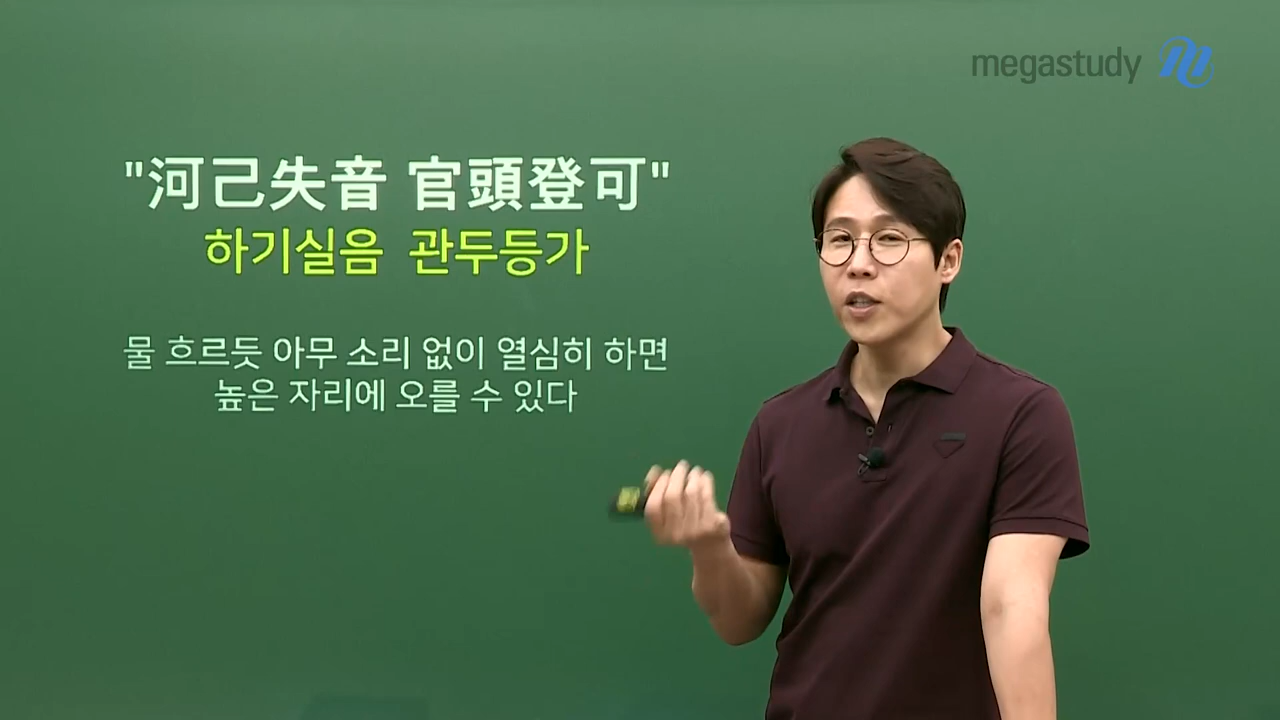 megastudy
"河己失音 官頭登可"
하기실음 관두등가
물 흐르듯 아무 소리 없이 열심히 하면
높은 자리에 오를 수 있다